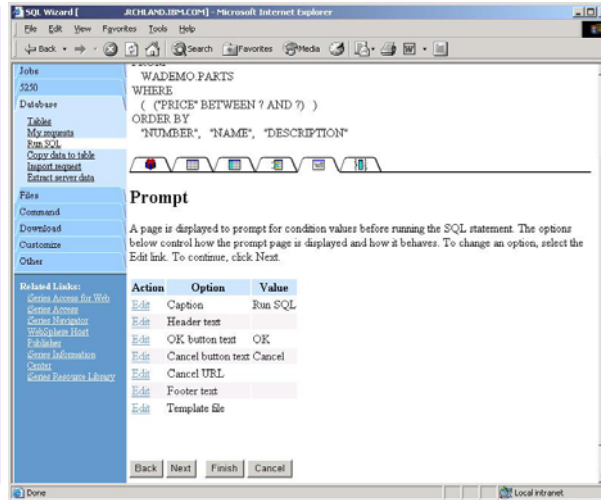 SQL Wizard [ .RCHLAND.IBM.COM] - Microsoft Internet Explorer
File Edit View Favorites Tools Help
Back Search Favorites Media
Jobs
5250
Database
Tables
My requests
Run SQL
Copy data to table
Import request
Extract server data
Files
Command
Download
Customize
Other
Related Links:
iSeries Access for Web
iSeries Access
iSeries Navigator
WebSphere Host
Publisher
iSeries Information
Center
iSeries Resource Library
FROM
WADEMO.PARTS
WHERE
( ("PRICE" BETWEEN ? AND ?) )
ORDER BY
"NUMBER", "NAME", "DESCRIPTION"
Prompt
A page is displayed to prompt for condition values before running the SQL statement. The options
below control how the prompt page is displayed and how it behaves. To change an option, select the
Edit link. To continue, click Next.
Action Option Value
Edit Caption Run SQL
Edit Header text
Edit OK button text OK
Edit Cancel button text Cancel
Edit Cancel URL
Edit Footer text
Edit Template file
Back Next Finish Cancel
Done Local intranet